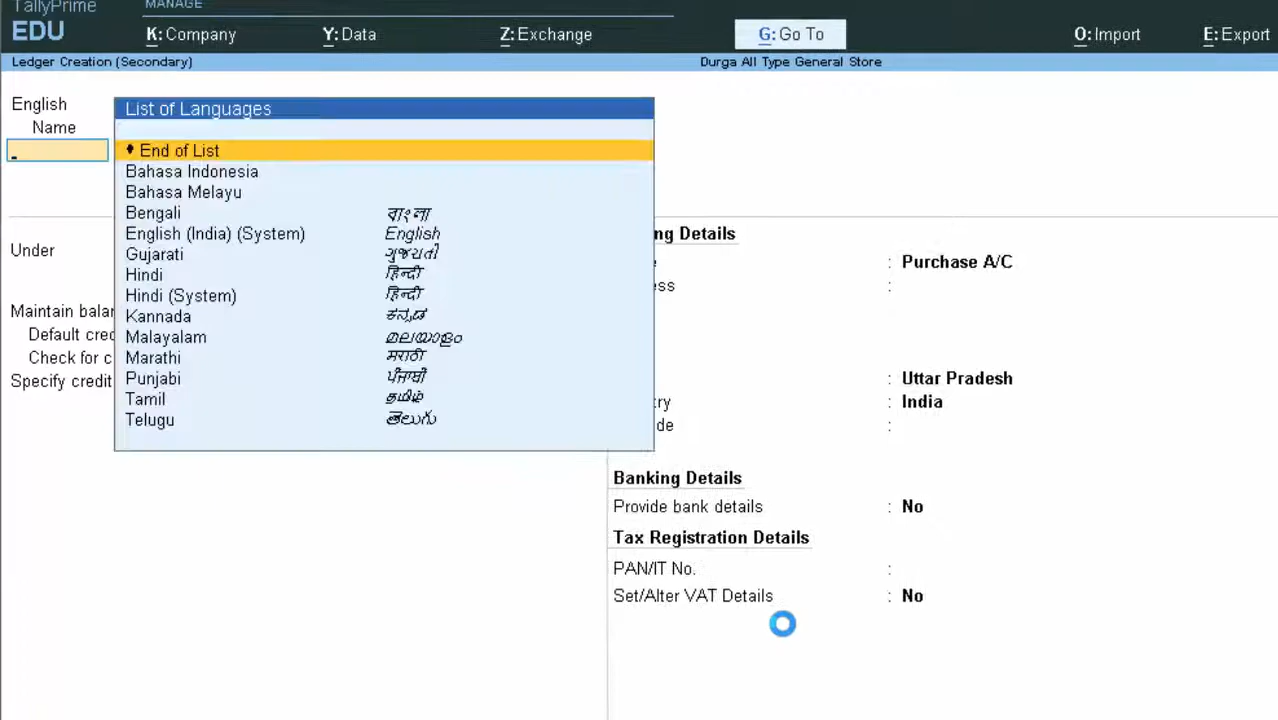 TallyPrime
MANAGE
EDU
K: Company
Y: Data
Z: Exchange
G: Go To
O: Import
E: Export
Ledger Creation (Secondary)
Durga All Type General Store
English
Name
List of Languages
♦ End of List
Bahasa Indonesia
Bahasa Melayu
Bengali বাংলা
English (India) (System) English
Gujarati ગુજરાતી
Hindi हिन्दी
Hindi (System) हिन्दी
Kannada ಕನ್ನಡ
Malayalam മലയാളം
Marathi मराठी
Punjabi ਪੰਜਾਬੀ
Tamil தமிழ்
Telugu తెలుగు
Under
Maintain balan
Default cred
Check for c
Specify credit
ng Details
e : Purchase A/C
ess :
: Uttar Pradesh
try : India
de :
Banking Details
Provide bank details : No
Tax Registration Details
PAN/IT No. :
Set/Alter VAT Details : No